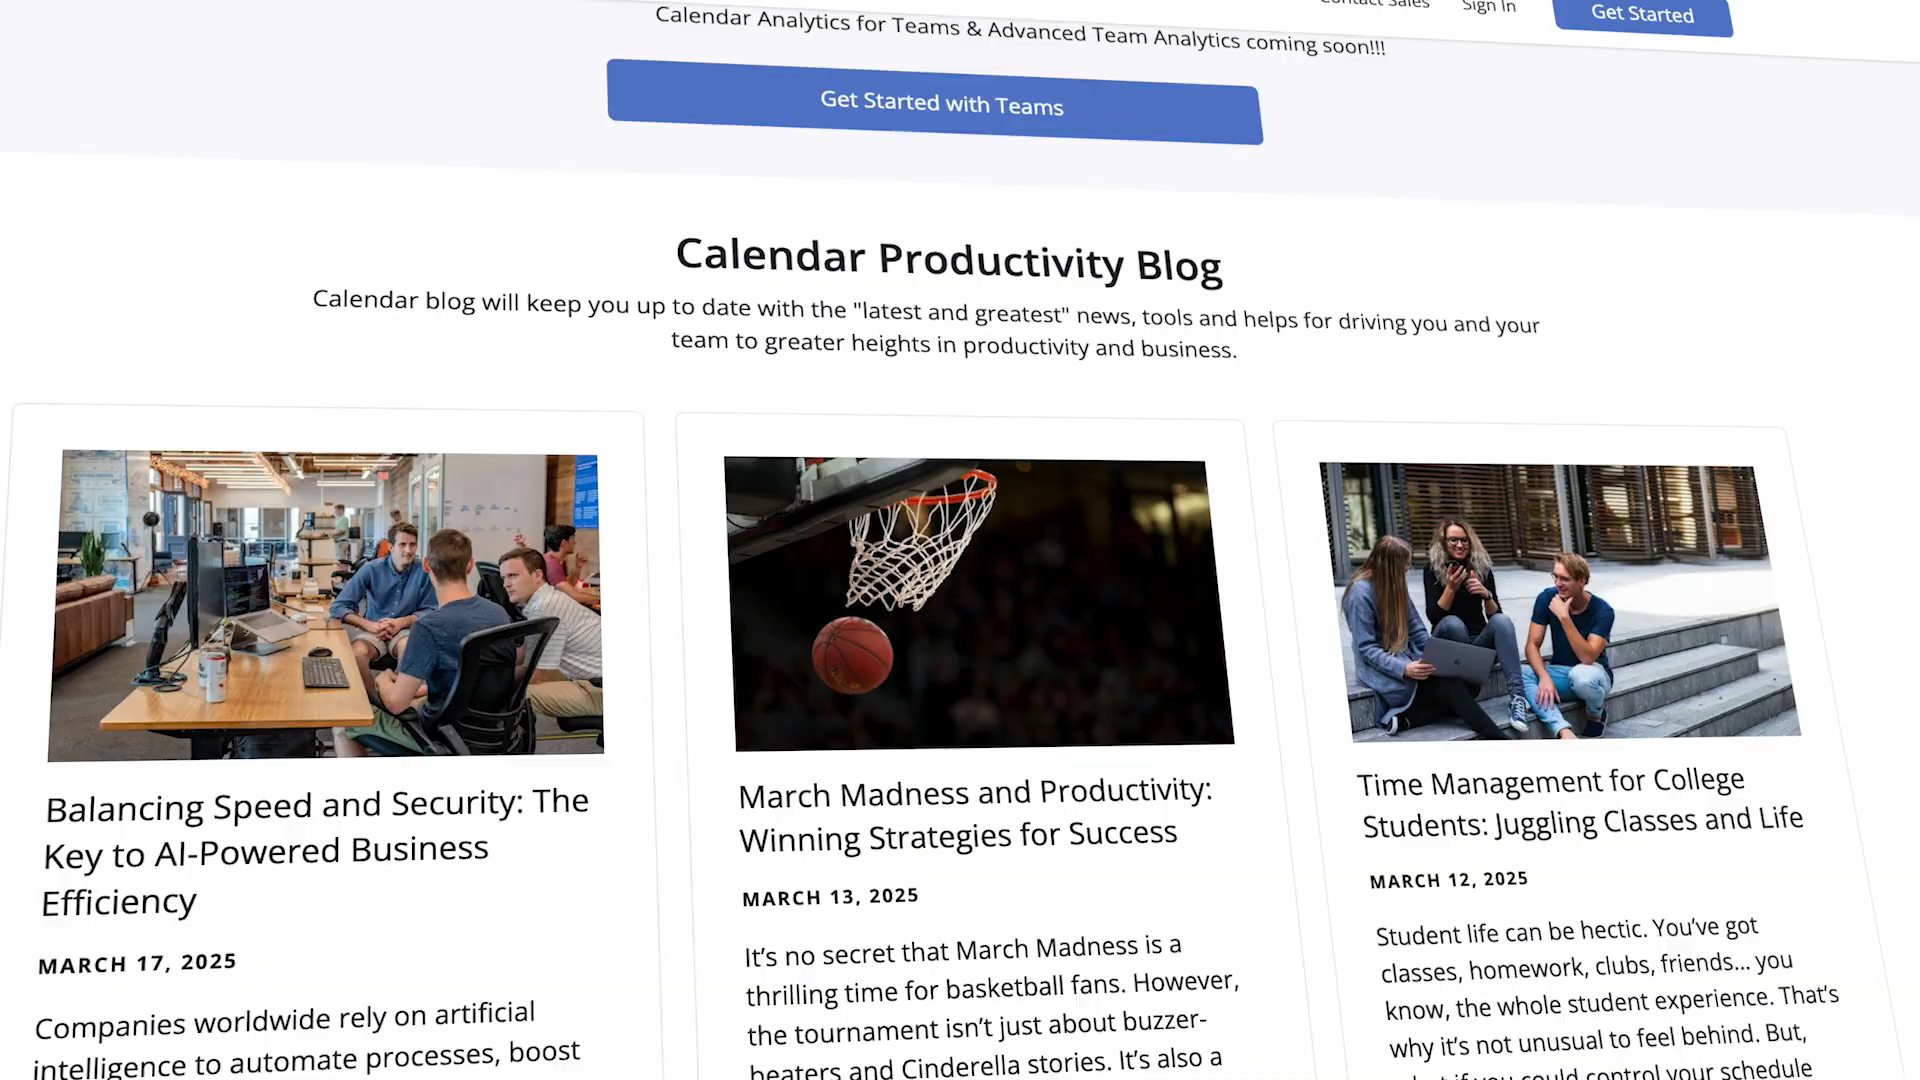 Contact Sales
Sign In
Get Started
Calendar Analytics for Teams & Advanced Team Analytics coming soon!!!
Get Started with Teams
Calendar Productivity Blog
Calendar blog will keep you up to date with the "latest and greatest" news, tools and helps for driving you and your
team to greater heights in productivity and business.
Balancing Speed and Security: The
Key to AI-Powered Business
Efficiency
MARCH 17, 2025
Companies worldwide rely on artificial
intelligence to automate processes, boost
March Madness and Productivity:
Winning Strategies for Success
MARCH 13, 2025
It’s no secret that March Madness is a
thrilling time for basketball fans. However,
the tournament isn’t just about buzzer-
beaters and Cinderella stories. It’s also a
Time Management for College
Students: Juggling Classes and Life
MARCH 12, 2025
Student life can be hectic. You’ve got
classes, homework, clubs, friends… you
know, the whole student experience. That’s
why it’s not unusual to feel behind. But,
what if you could control your schedule